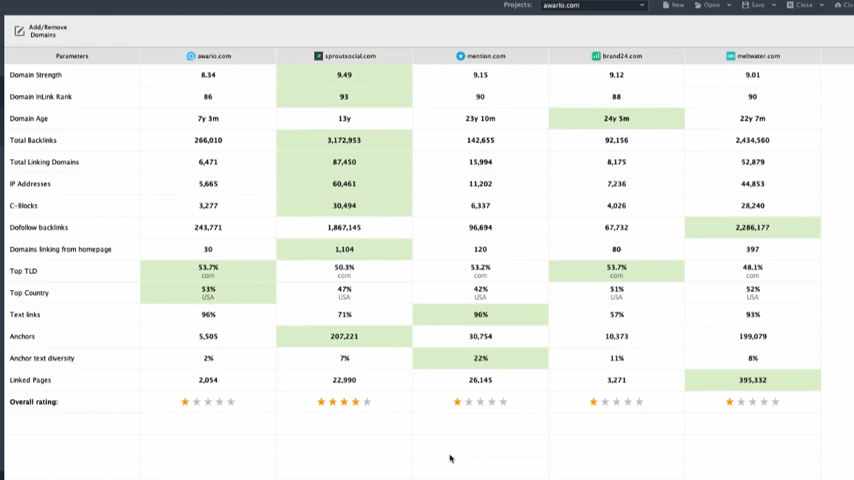 Projects: awario.com New Open Save Close
Add/Remove
Domains
Parameters awario.com sproutsocial.com mention.com brand24.com meltwater.com
Domain Strength 8.34 9.49 9.15 9.12 9.01
Domain InLink Rank 86 93 90 88 90
Domain Age 7y 3m 13y 23y 10m 24y 5m 22y 7m
Total Backlinks 266,010 3,172,953 142,655 92,156 2,434,560
Total Linking Domains 6,471 87,450 15,994 8,175 52,879
IP Addresses 5,665 60,461 11,202 7,236 44,853
C-Blocks 3,277 30,494 6,337 4,026 28,240
Dofollow backlinks 243,771 1,867,145 96,694 67,732 2,286,177
Domains linking from homepage 30 1,104 120 80 397
Top TLD 53.7% 50.3% 53.2% 53.7% 48.1%
com com com com com
Top Country 53% 47% 42% 51% 52%
USA USA USA USA USA
Text links 96% 71% 96% 57% 93%
Anchors 5,505 207,221 30,754 10,373 199,079
Anchor text diversity 2% 7% 22% 11% 8%
Linked Pages 2,054 22,990 26,145 3,271 395,332
Overall rating: